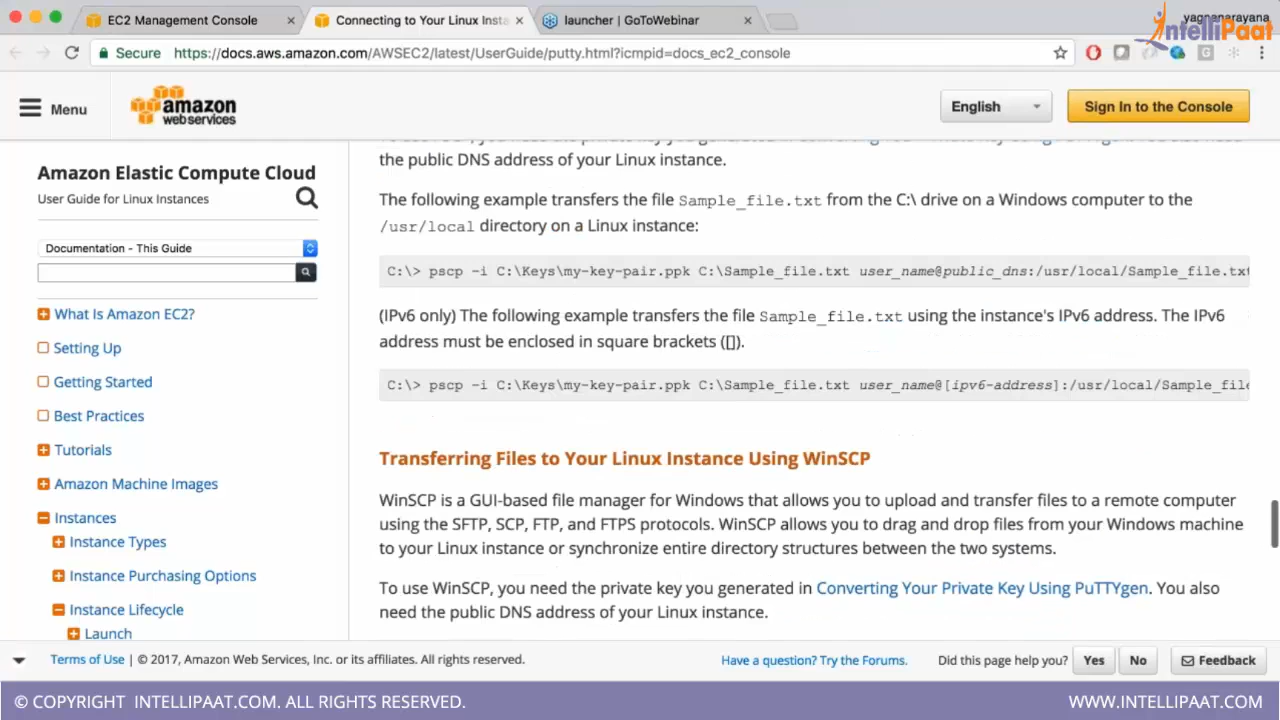 EC2 Management Console
Connecting to Your Linux Insta
launcher | GoToWebinar
yagnanarayana
IntelliPaat
Secure https://docs.aws.amazon.com/AWSEC2/latest/UserGuide/putty.html?icmpid=docs_ec2_console
Menu
amazon
web services
English
Sign In to the Console
Amazon Elastic Compute Cloud
User Guide for Linux Instances
Documentation - This Guide
What Is Amazon EC2?
Setting Up
Getting Started
Best Practices
Tutorials
Amazon Machine Images
Instances
Instance Types
Instance Purchasing Options
Instance Lifecycle
Launch
the public DNS address of your Linux instance.
The following example transfers the file Sample_file.txt from the C:\ drive on a Windows computer to the
/usr/local directory on a Linux instance:
C:\> pscp -i C:\Keys\my-key-pair.ppk C:\Sample_file.txt user_name@public_dns:/usr/local/Sample_file.txt
(IPv6 only) The following example transfers the file Sample_file.txt using the instance's IPv6 address. The IPv6
address must be enclosed in square brackets ([]).
C:\> pscp -i C:\Keys\my-key-pair.ppk C:\Sample_file.txt user_name@[ipv6-address]:/usr/local/Sample_file
Transferring Files to Your Linux Instance Using WinSCP
WinSCP is a GUI-based file manager for Windows that allows you to upload and transfer files to a remote computer
using the SFTP, SCP, FTP, and FTPS protocols. WinSCP allows you to drag and drop files from your Windows machine
to your Linux instance or synchronize entire directory structures between the two systems.
To use WinSCP, you need the private key you generated in Converting Your Private Key Using PuTTYgen. You also
need the public DNS address of your Linux instance.
Terms of Use | © 2017, Amazon Web Services, Inc. or its affiliates. All rights reserved.
Have a question? Try the Forums.
Did this page help you? Yes No Feedback
© COPYRIGHT INTELLIPAAT.COM. ALL RIGHTS RESERVED.
WWW.INTELLIPAAT.COM